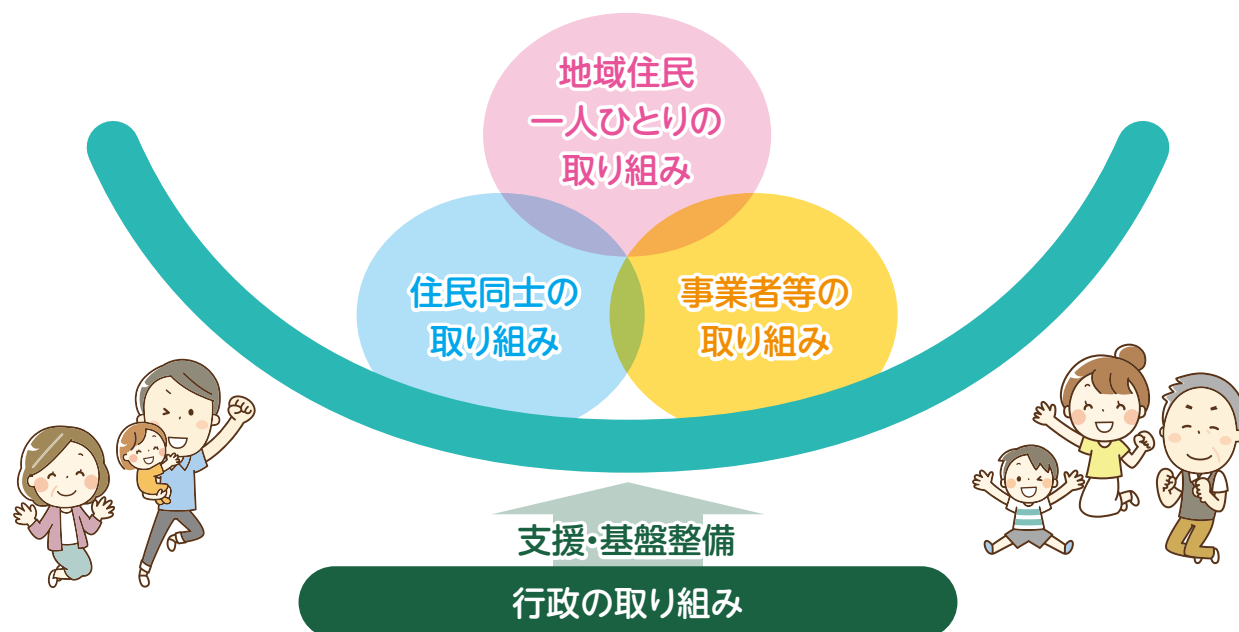 地域住民
一人ひとりの
取り組み
住民同士の
取り組み
事業者等の
取り組み
支援・基盤整備
行政の取り組み